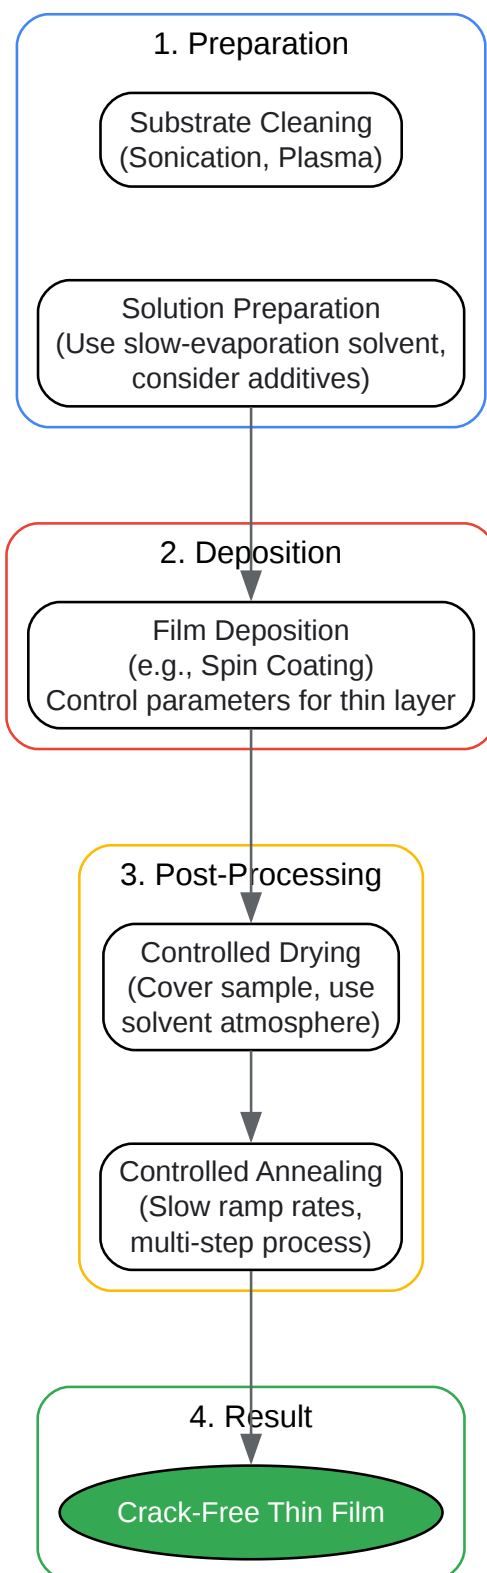 1. Preparation
Substrate Cleaning
(Sonication, Plasma)
Solution Preparation
(Use slow-evaporation solvent,
consider additives)
2. Deposition
Film Deposition
(e.g., Spin Coating)
Control parameters for thin layer
3. Post-Processing
Controlled Drying
(Cover sample, use
solvent atmosphere)
Controlled Annealing
(Slow ramp rates,
multi-step process)
4. Result
Crack-Free Thin Film